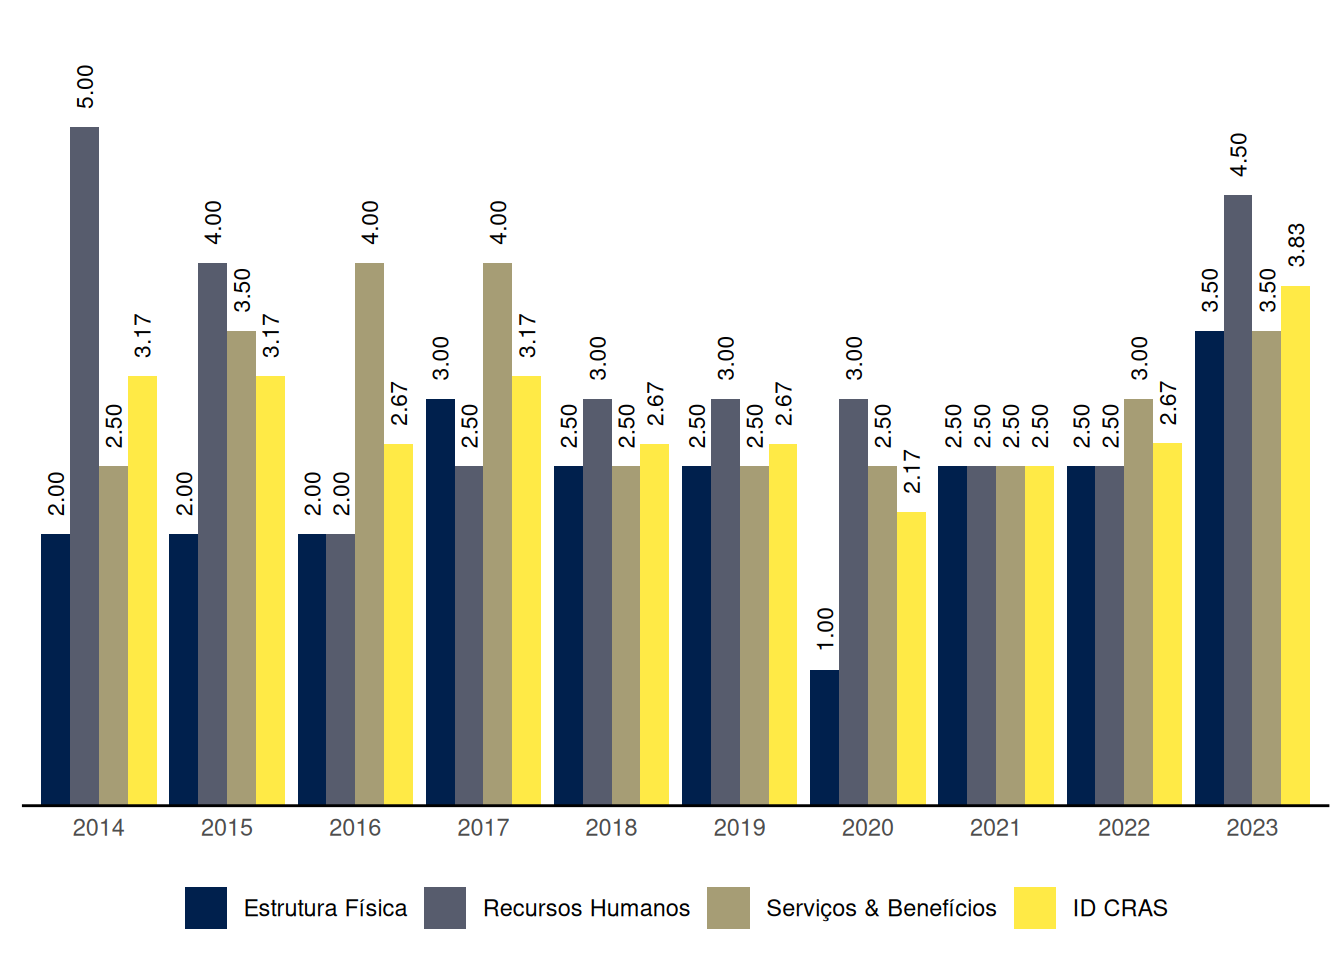 2.00 5.00 2.50 3.17
2.00 4.00 3.50 3.17
2.00 2.00 4.00 2.67
3.00 2.50 4.00 3.17
2.50 3.00 2.50 2.67
2.50 3.00 2.50 2.67
1.00 3.00 2.50 2.17
2.50 2.50 2.50 2.50
2.50 2.50 3.00 2.67
3.50 4.50 3.50 3.83
2014 2015 2016 2017 2018 2019 2020 2021 2022 2023
Estrutura Física Recursos Humanos Serviços & Benefícios ID CRAS